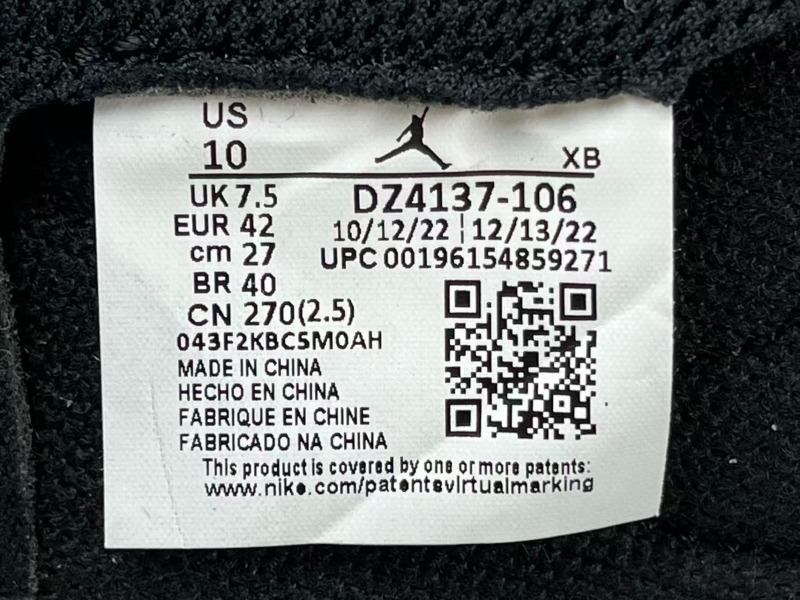 US
10
XB
UK 7.5
DZ4137-106
EUR 42
10/12/22 | 12/13/22
cm 27
UPC 00196154859271
BR 40
CN 270(2.5)
043F2KBC5M0AH
MADE IN CHINA
HECHO EN CHINA
FABRIQUE EN CHINE
FABRICADO NA CHINA
This product is covered by one or more patents:
www.nike.com/patentsvirtualmarking